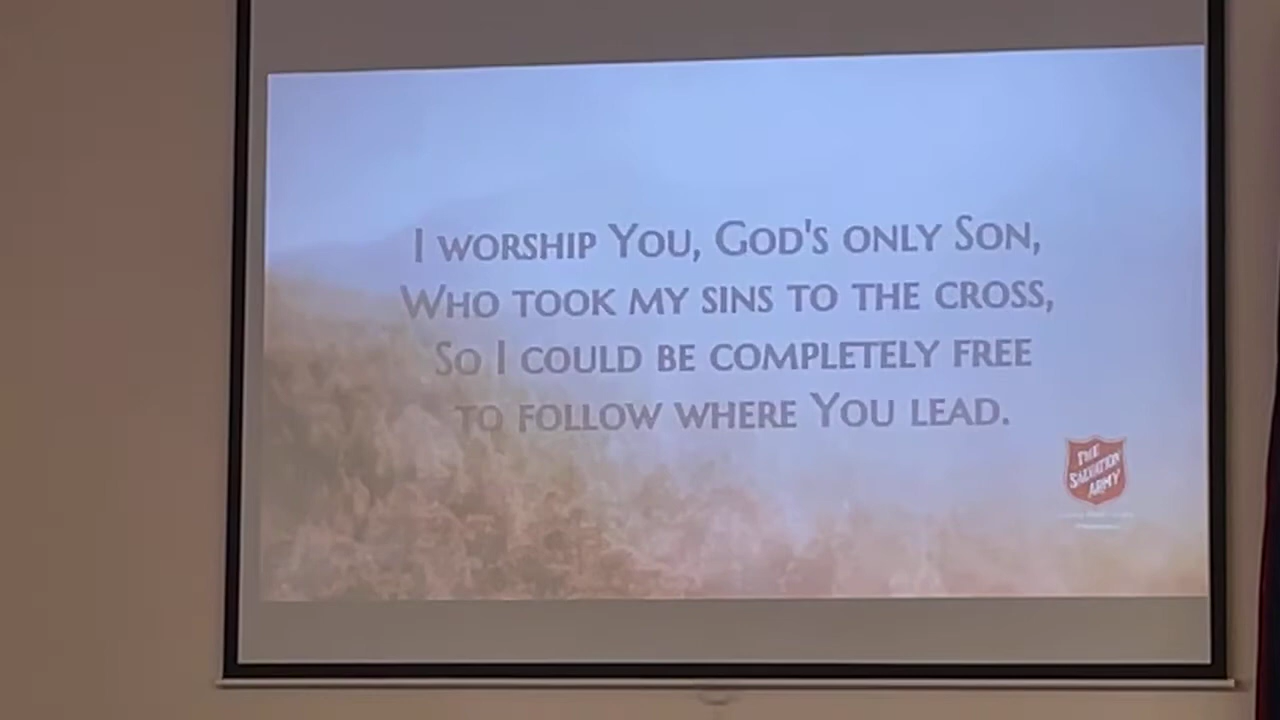 I WORSHIP YOU, GOD'S ONLY SON,
WHO TOOK MY SINS TO THE CROSS,
SO I COULD BE COMPLETELY FREE
TO FOLLOW WHERE YOU LEAD.
THE
SALVATION
ARMY